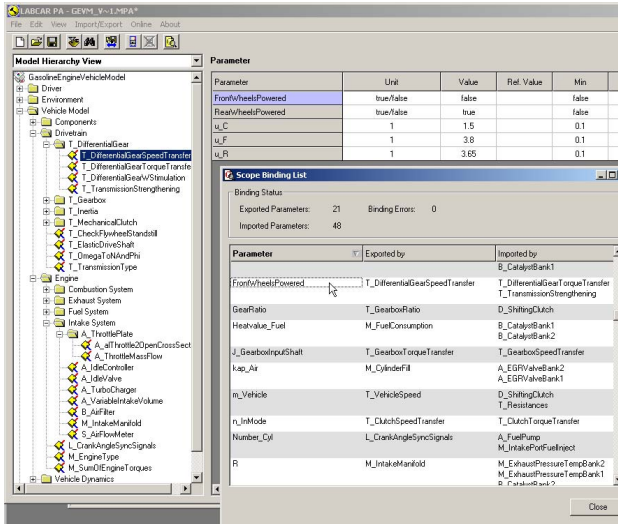 LABCAR PA - GEVM_V~1.MPA*
File Edit View Import/Export Online About
Model Hierarchy View
GasolineEngineVehicleModel
Driver
Environment
Vehicle Model
Components
Drivetrain
T_DifferentialGear
T_DifferentialGearSpeedTransfer
T_DifferentialGearTorqueTransfe
T_DifferentialGearWStimulation
T_TransmissionStrengthening
T_Gearbox
T_Inertia
T_MechanicalClutch
T_CheckFlywheelStandstill
T_ElasticDriveShaft
T_OmegaToNAndPhi
T_TransmissionType
Engine
Combustion System
Exhaust System
Fuel System
Intake System
A_ThrottlePlate
A_alThrottle2OpenCrossSect
A_ThrottleMassFlow
A_IdleController
A_IdleValve
A_TurboCharger
A_VariableIntakeVolume
B_AirFilter
M_IntakeManifold
S_AirFlowMeter
L_CrankAngleSyncSignals
M_EngineType
M_SumOfEngineTorques
Vehicle Dynamics
Parameter
Parameter Unit Value Ref. Value Min
FrontWheelsPowered true/false false false
RearWheelsPowered true/false true false
u_C 1 1.5 0.1
u_F 1 3.8 0.1
u_R 1 3.65 0.1
Scope Binding List
Binding Status
Exported Parameters: 21 Binding Errors: 0
Imported Parameters: 48
Parameter Exported by Imported by
B_CatalystBank1
FrontWheelsPowered T_DifferentialGearSpeedTransfer T_DifferentialGearTorqueTransfer
T_TransmissionStrengthening
GearRatio T_GearboxRatio D_ShiftingClutch
Heatvalue_Fuel M_FuelConsumption B_CatalystBank1
B_CatalystBank2
J_GearboxInputShaft T_GearboxTorqueTransfer T_GearboxSpeedTransfer
kap_Air M_CylinderFill A_EGRValveBank2
A_EGRValveBank1
m_Vehicle T_VehicleSpeed D_ShiftingClutch
T_Resistances
n_InMode T_ClutchSpeedTransfer T_ClutchTorqueTransfer
Number_Cyl L_CrankAngleSyncSignals A_FuelPump
M_IntakePortFuelInject
R M_IntakeManifold M_ExhaustPressureTempBank2
M_ExhaustPressureTempBank1
B_CatalystBank2
Close